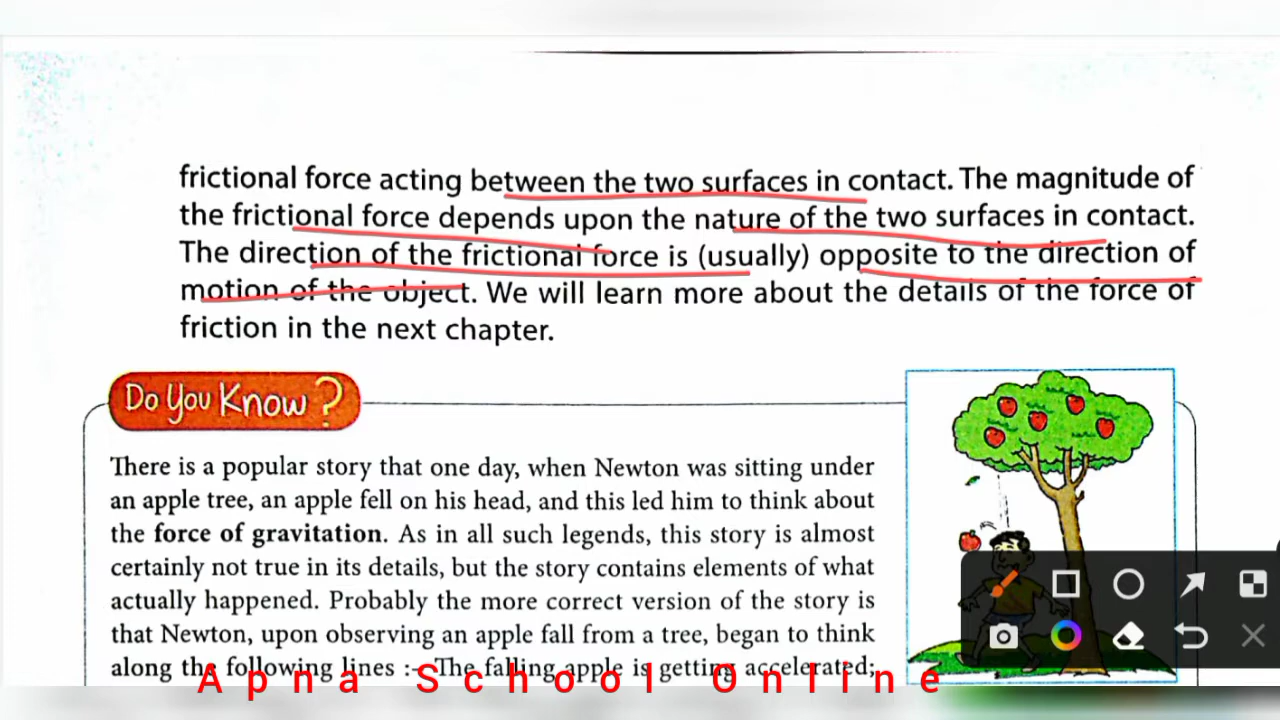 frictional force acting between the two surfaces in contact. The magnitude of
the frictional force depends upon the nature of the two surfaces in contact.
The direction of the frictional force is (usually) opposite to the direction of
motion of the object. We will learn more about the details of the force of
friction in the next chapter.
Do You Know ?
There is a popular story that one day, when Newton was sitting under
an apple tree, an apple fell on his head, and this led him to think about
the force of gravitation. As in all such legends, this story is almost
certainly not true in its details, but the story contains elements of what
actually happened. Probably the more correct version of the story is
that Newton, upon observing an apple fall from a tree, began to think
along the following lines :– The falling apple is getting accelerated;
Apna School Online